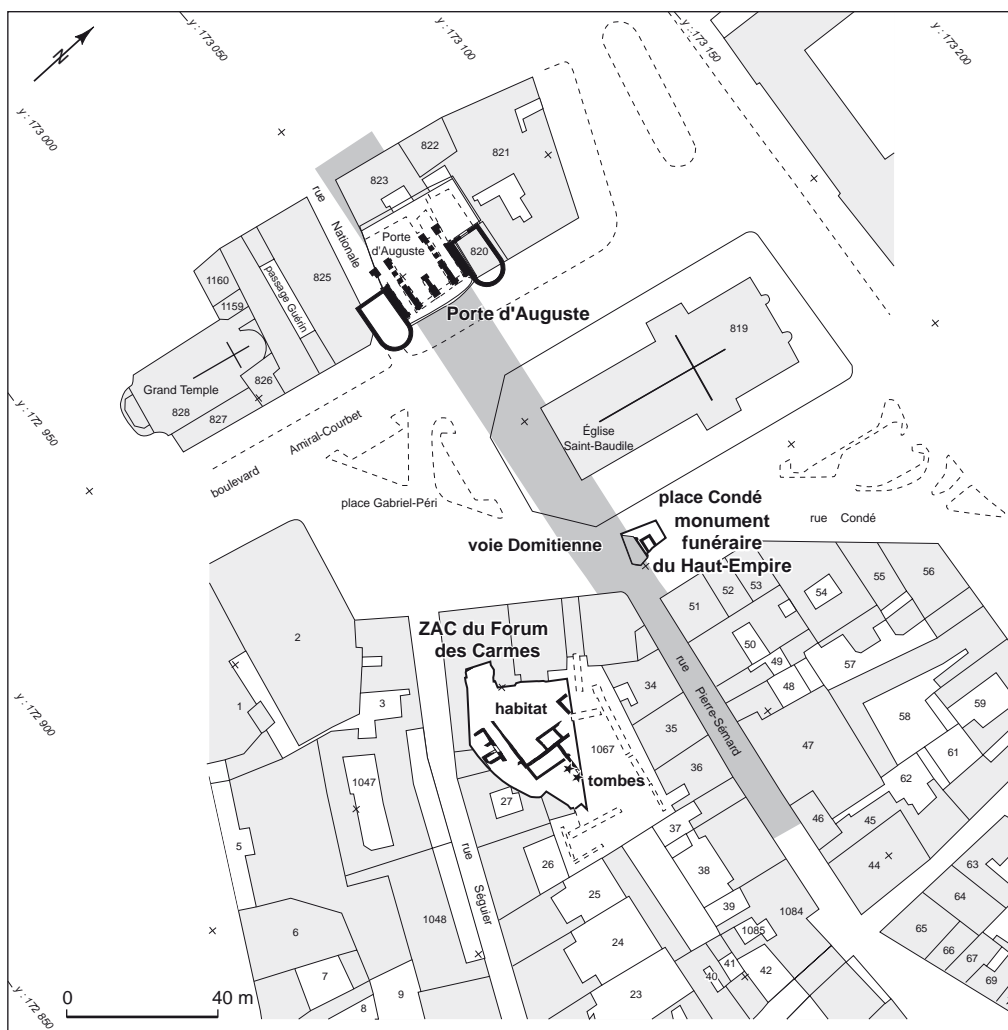 y : 173 050
y : 173 100
y : 173 150
y : 173 200
N
y : 173 000
822
821
823
rue Nationale
Porte
d'Auguste
820
1160
1159
passage Guérin
825
Porte d'Auguste
819
Grand Temple
826
828
827
Église
Saint-Baudile
y : 172 950
boulevard Amiral-Courbet
place Gabriel-Péri
place Condé
monument
funéraire
du Haut-Empire
rue Condé
voie Domitienne
51
52
53
54
55
56
2
ZAC du Forum
des Carmes
50
49
48
57
34
y : 172 900
1
3
habitat
rue Pierre-Sémard
35
58
59
1067
36
47
61
1047
tombes
62
27
46
45
5
37
44
26
38
63
rue Séguier
25
39
64
1048
1084
65
6
24
1085
66
67
41
69
40
42
7
9
23
8
y : 172 850
0
40 m